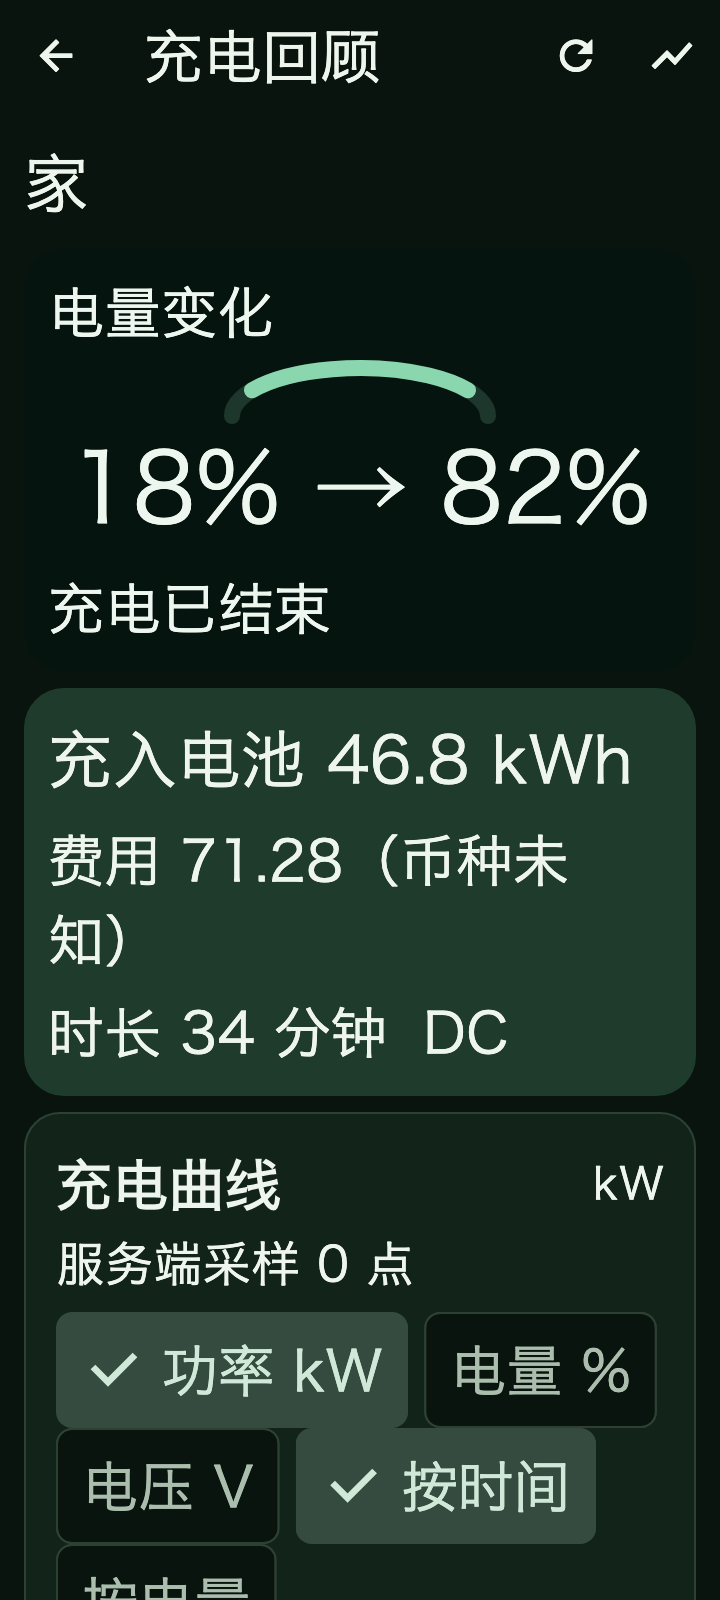 充电回顾
家
电量变化
18% → 82%
充电已结束
充入电池 46.8 kWh
费用 71.28（币种未
知）
时长 34 分钟 DC
充电曲线 kW
服务端采样 0 点
✓ 功率 kW 电量 %
电压 V ✓ 按时间
按电量